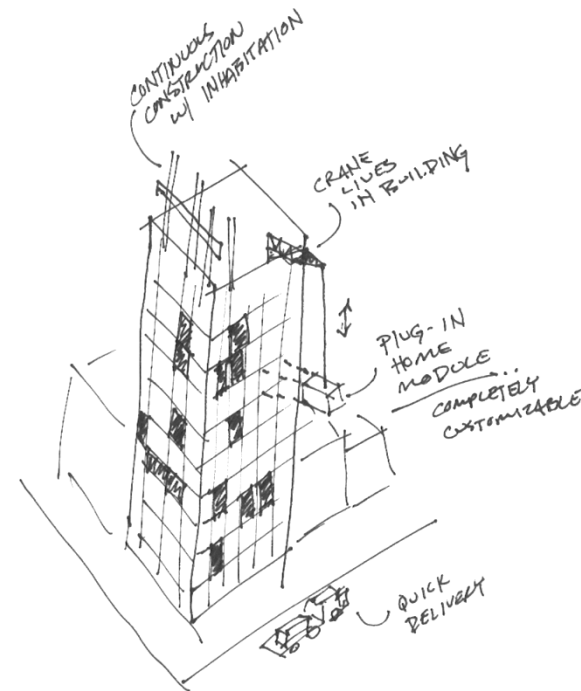 CONTINUOUS
CONSTRUCTION
W/ INHABITATION
CRANE
LIVES
IN BUILDING
PLUG-IN
HOME
MODULE
COMPLETELY
CUSTOMIZABLE
QUICK
DELIVERY